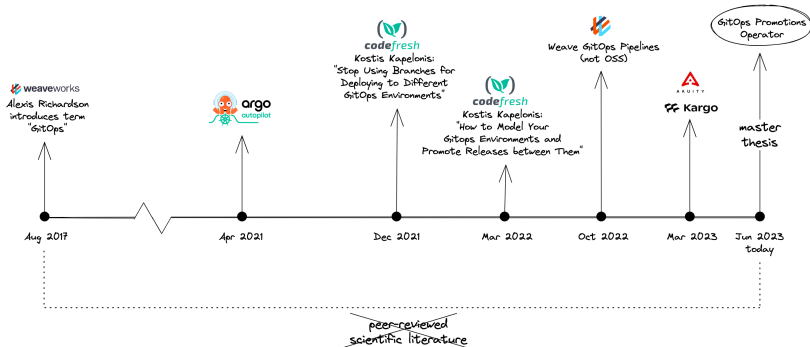 weaveworks
Alexis Richardson
introduces term
"GitOps"
Aug 2017
argo
autopilot
Apr 2021
codefresh
Kostis Kapelonis:
"Stop Using Branches for
Deploying to Different
GitOps Environments"
Dec 2021
codefresh
Kostis Kapelonis:
"How to Model Your
Gitops Environments and
Promote Releases between Them"
Mar 2022
Weave GitOps Pipelines
(not OSS)
Oct 2022
AKUITY
Kargo
Mar 2023
GitOps Promotions
Operator
master
thesis
Jun 2023
today
peer-reviewed
scientific literature